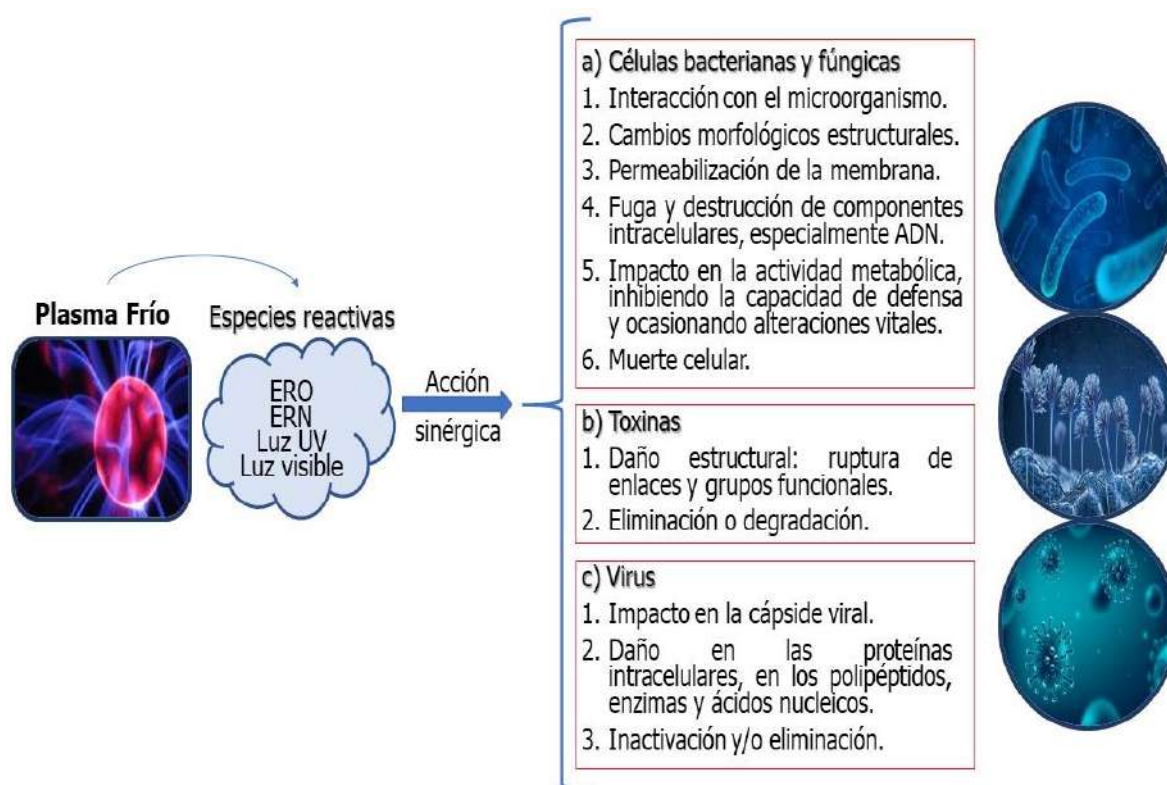 Plasma Frío
Especies reactivas
ERO
ERN
Luz UV
Luz visible
Acción
sinérgica
a) Células bacterianas y fúngicas
1. Interacción con el microorganismo.
2. Cambios morfológicos estructurales.
3. Permeabilización de la membrana.
4. Fuga y destrucción de componentes
intracelulares, especialmente ADN.
5. Impacto en la actividad metabólica,
inhibiendo la capacidad de defensa
y ocasionando alteraciones vitales.
6. Muerte celular.
b) Toxinas
1. Daño estructural: ruptura de
enlaces y grupos funcionales.
2. Eliminación o degradación.
c) Virus
1. Impacto en la cápside viral.
2. Daño en las proteínas
intracelulares, en los polipéptidos,
enzimas y ácidos nucleicos.
3. Inactivación y/o eliminación.